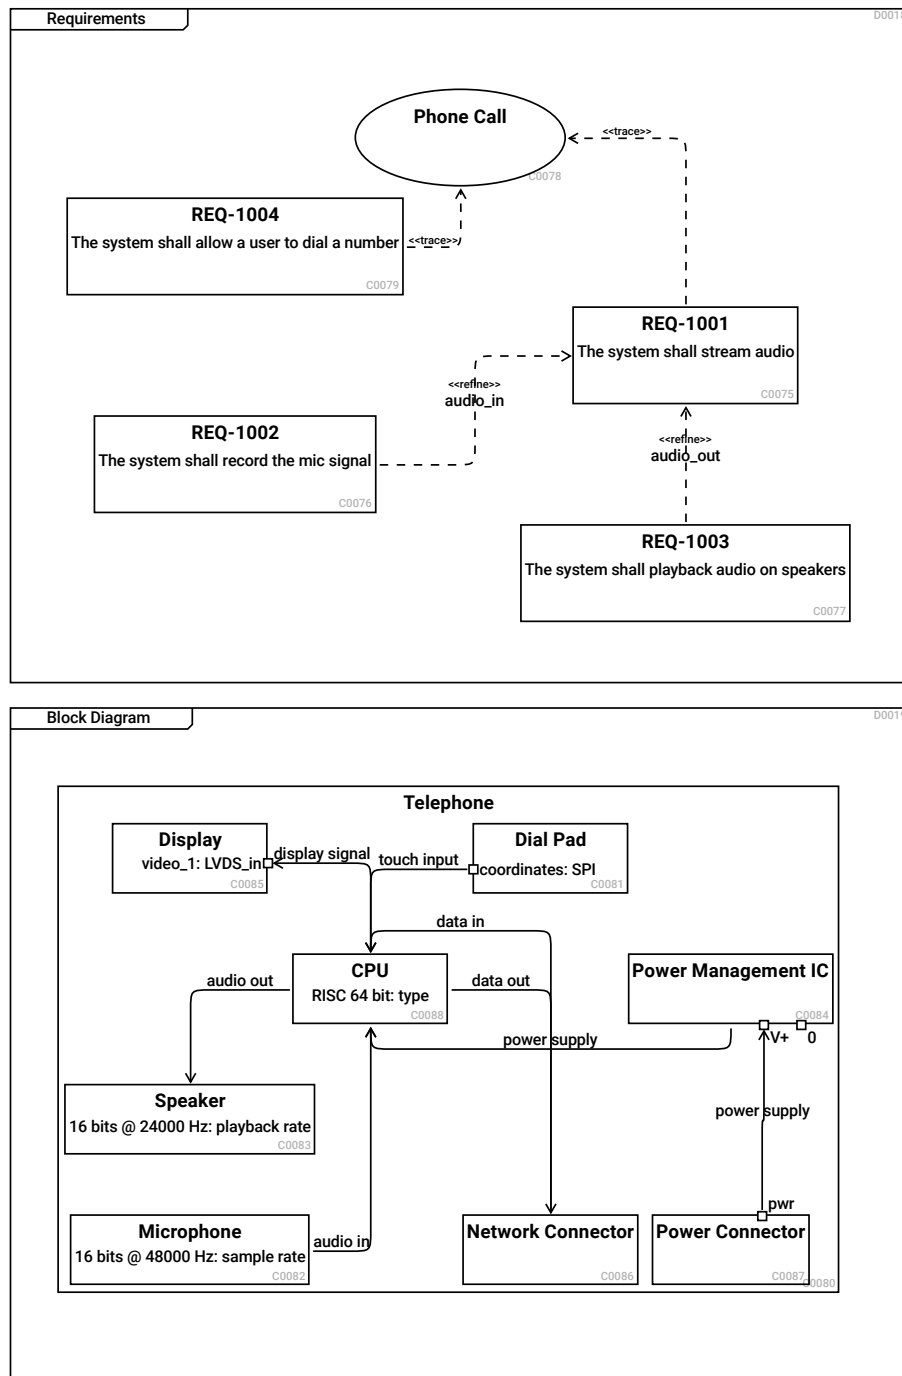 Requirements
D0018
Phone Call
<<trace>>
C0078
REQ-1004
The system shall allow a user to dial a number
<<trace>>
C0079
REQ-1001
The system shall stream audio
C0075
<<refine>>
audio_in
REQ-1002
The system shall record the mic signal
C0076
<<refine>>
audio_out
REQ-1003
The system shall playback audio on speakers
C0077
Block Diagram
D0019
Telephone
Display
video_1: LVDS_in
C0085
display signal
touch input
Dial Pad
coordinates: SPI
C0081
data in
CPU
RISC 64 bit: type
C0088
audio out
data out
Power Management IC
C0084
V+
0
power supply
Speaker
16 bits @ 24000 Hz: playback rate
C0083
power supply
pwr
Microphone
16 bits @ 48000 Hz: sample rate
C0082
audio in
Network Connector
C0086
Power Connector
C0087
C0080